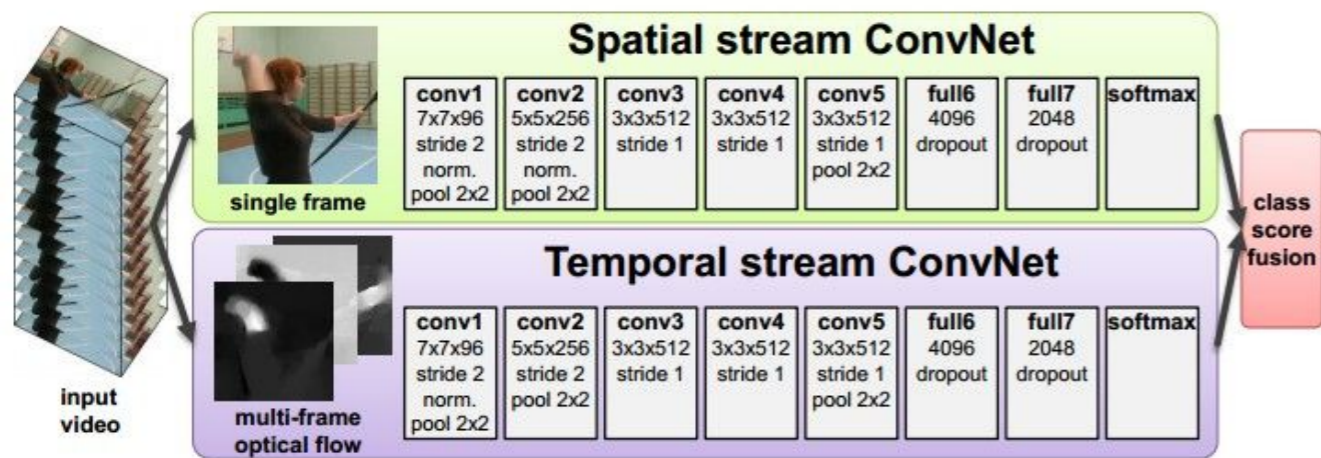 Spatial stream ConvNet
single frame
conv1
7x7x96
stride 2
norm.
pool 2x2
conv2
5x5x256
stride 2
norm.
pool 2x2
conv3
3x3x512
stride 1
conv4
3x3x512
stride 1
conv5
3x3x512
stride 1
pool 2x2
full6
4096
dropout
full7
2048
dropout
softmax
Temporal stream ConvNet
multi-frame
optical flow
conv1
7x7x96
stride 2
norm.
pool 2x2
conv2
5x5x256
stride 2
pool 2x2
conv3
3x3x512
stride 1
conv4
3x3x512
stride 1
conv5
3x3x512
stride 1
pool 2x2
full6
4096
dropout
full7
2048
dropout
softmax
input
video
class
score
fusion